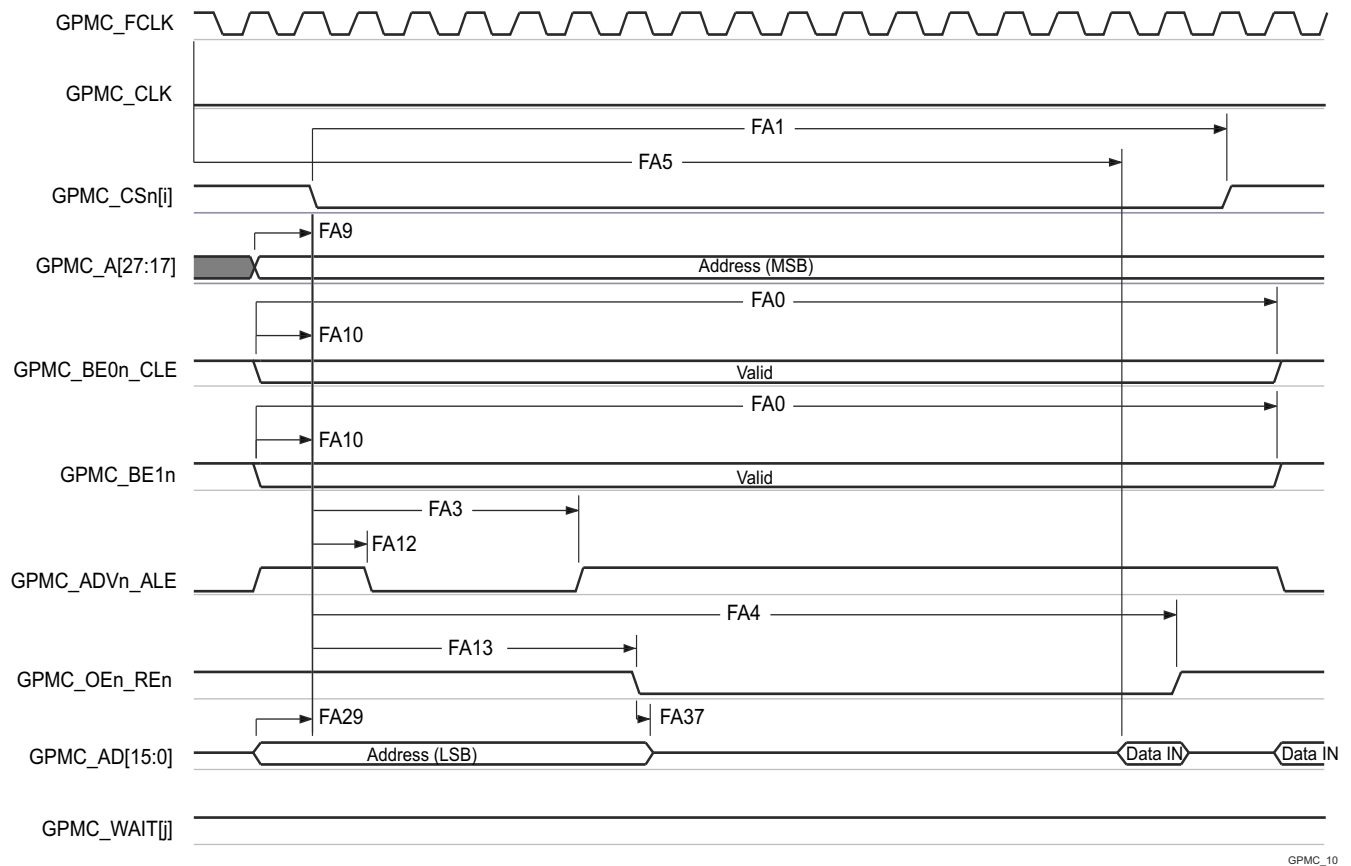 GPMC_FCLK
GPMC_CLK
FA1
FA5
GPMC_CSn[i]
FA9
GPMC_A[27:17]
Address (MSB)
FA0
FA10
GPMC_BE0n_CLE
Valid
FA0
FA10
GPMC_BE1n
Valid
FA3
FA12
GPMC_ADVn_ALE
FA4
FA13
GPMC_OEn_REn
FA29
FA37
GPMC_AD[15:0]
Address (LSB)
Data IN
Data IN
GPMC_WAIT[j]
GPMC_10